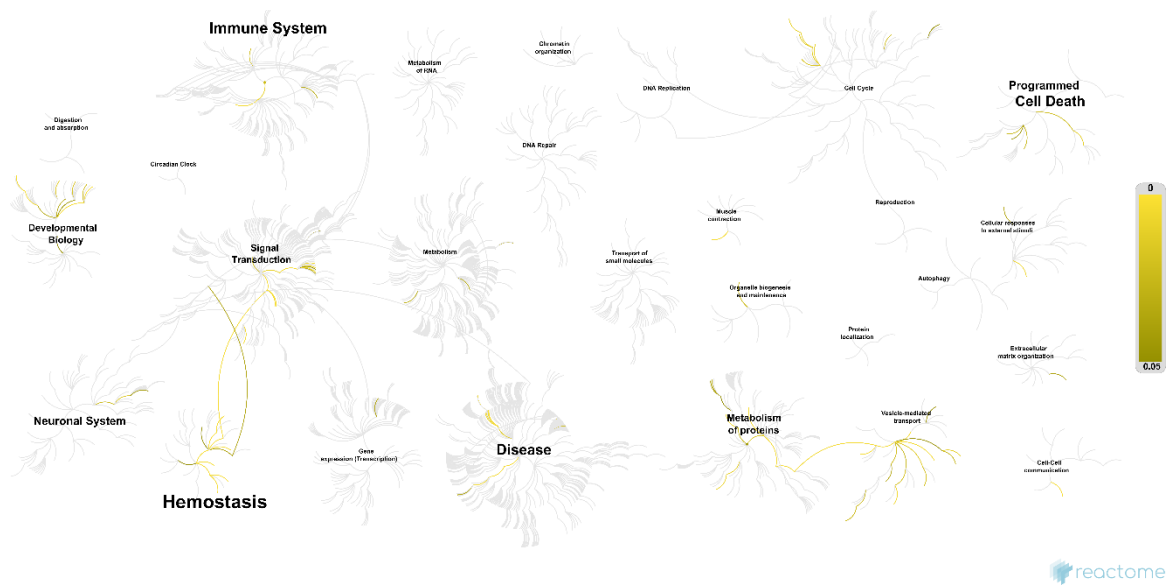 Immune System
Chromatin
organization
Metabolism
of RNA
DNA Replication
Cell Cycle
Programmed
Cell Death
Digestion
and absorption
DNA Repair
Circadian Clock
0
Developmental
Biology
Reproduction
Muscle
contraction
Cellular responses
to external stimuli
Signal
Transduction
Metabolism
Transport of
small molecules
Autophagy
Organelle biogenesis
and maintenance
Protein
localization
Extracellular
matrix organization
0.05
Neuronal System
Metabolism
of proteins
Vesicle-mediated
transport
Gene
expression (Transcription)
Disease
Cell-Cell
communication
Hemostasis
reactome